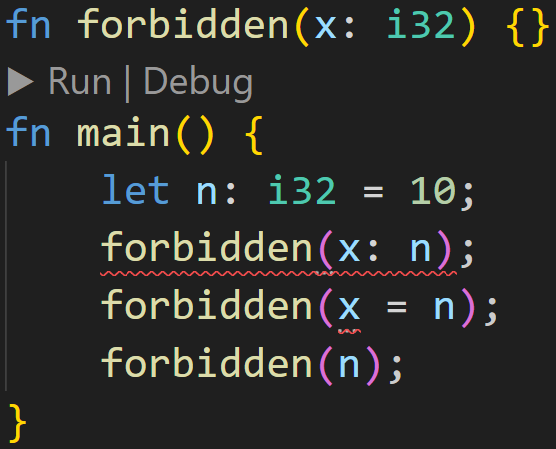 fn forbidden(x: i32) {}
▶ Run | Debug
fn main() {
    let n: i32 = 10;
    forbidden(x: n);
    forbidden(x = n);
    forbidden(n);
}